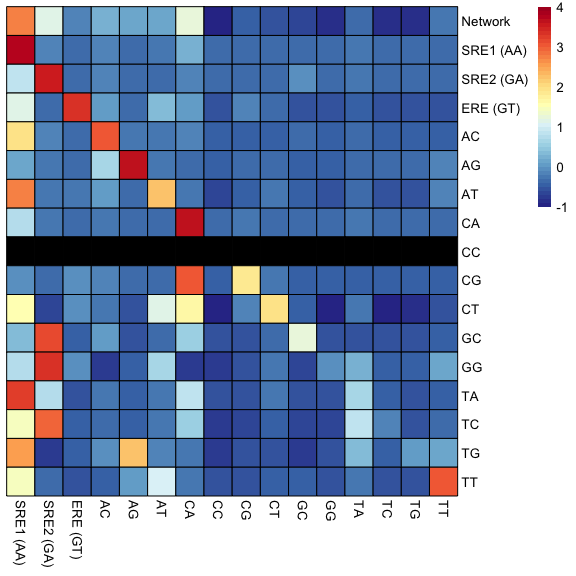 4
3
2
1
0
-1
Network
SRE1 (AA)
SRE2 (GA)
ERE (GT)
AC
AG
AT
CA
CC
CG
CT
GC
GG
TA
TC
TG
TT
SRE1 (AA)
SRE2 (GA)
ERE (GT)
AC
AG
AT
CA
CC
CG
CT
GC
GG
TA
TC
TG
TT